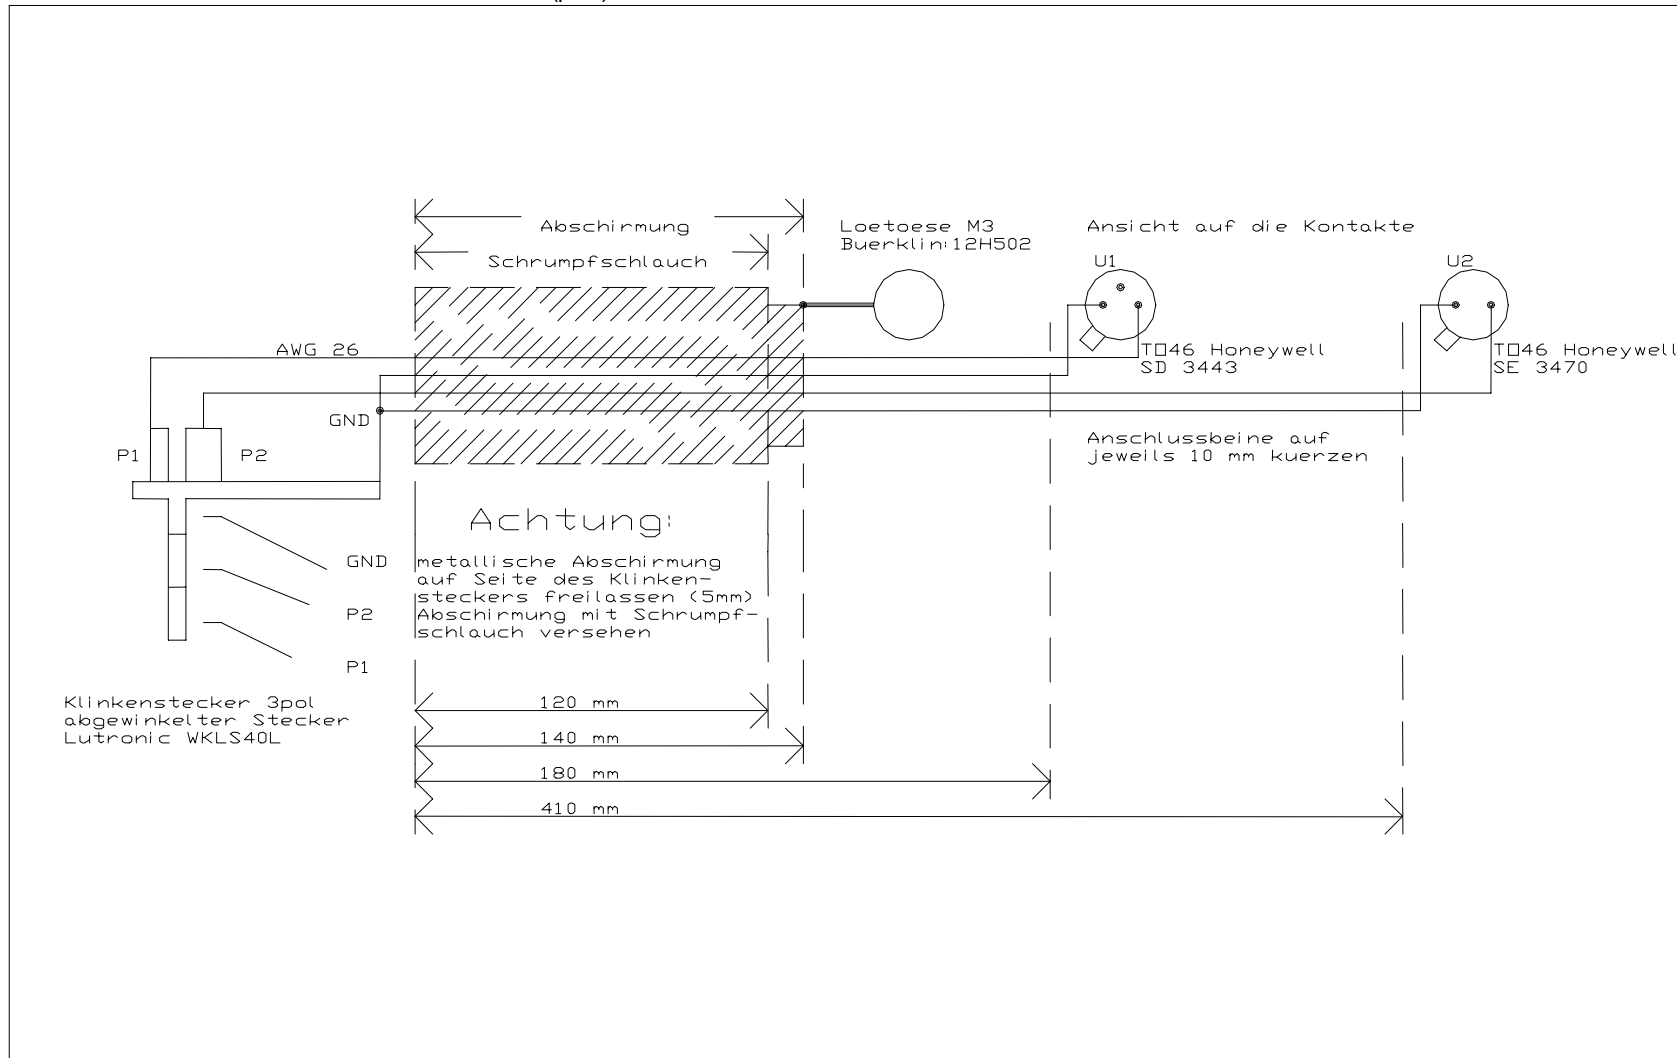 Abschirmung
Schrumpfschlauch
Loetoese M3
Buerklin:12H502
Ansicht auf die Kontakte
U1
U2
AWG 26
TO46 Honeywell
SD 3443
TO46 Honeywell
SE 3470
GND
P1
P2
Anschlussbeine auf
jeweils 10 mm kuerzen
Achtung:
GND
P2
P1
metallische Abschirmung
auf Seite des Klinken-
steckers freilassen (5mm)
Abschirmung mit Schrumpf-
schlauch versehen
Klinkenstecker 3pol
abgewinkelter Stecker
Lutronic WKLS40L
120 mm
140 mm
180 mm
410 mm